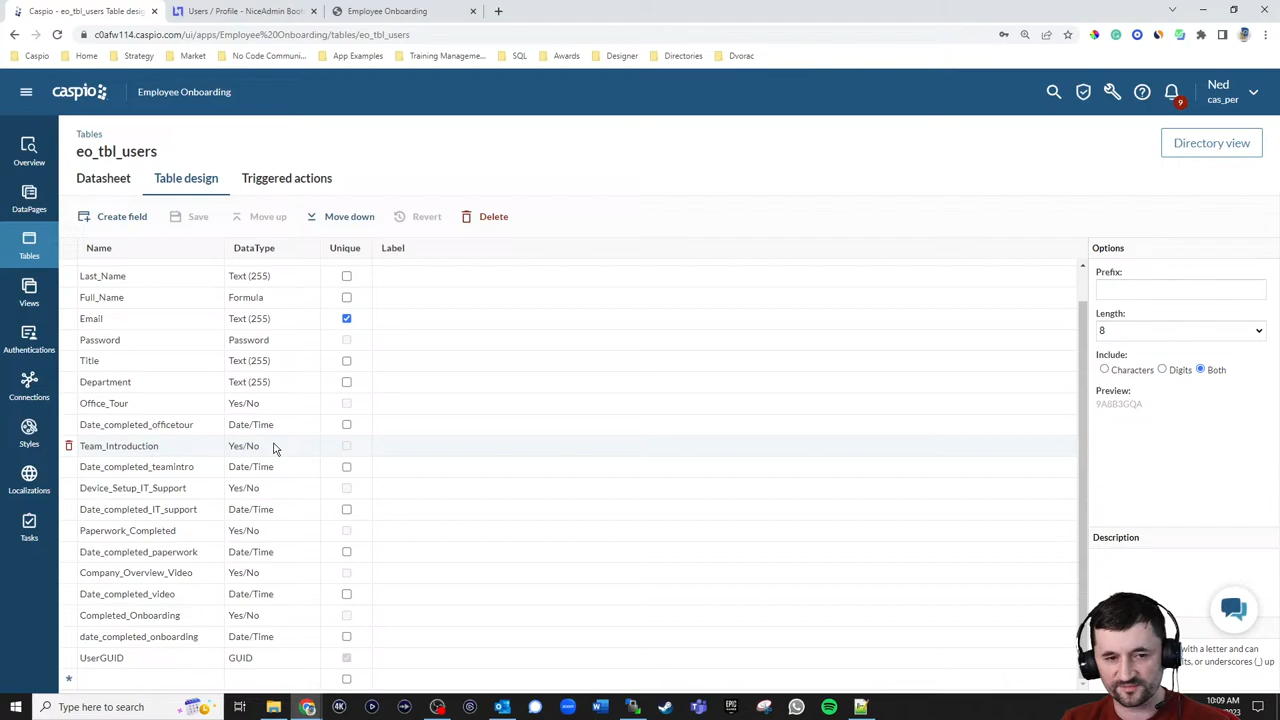 Caspio - eo_tbl_users Table desig
Users / Profile - NiceAdmin Boot
Employee Onboarding
c0afw114.caspio.com/ui/apps/Employee%20Onboarding/tables/eo_tbl_users
Caspio
Home
Strategy
Market
No Code Communi...
App Examples
Training Manageme...
SQL
Awards
Designer
Directories
Dvorac
caspio
Employee Onboarding
9
Ned
cas_per
Overview
DataPages
Tables
Views
Authentications
Connections
Styles
Localizations
Tasks
Tables
eo_tbl_users
Directory view
Datasheet Table design Triggered actions
Create field Save Move up Move down Revert Delete
Name DataType Unique Label
Last_Name Text (255)
Full_Name Formula
Email Text (255)
Password Password
Title Text (255)
Department Text (255)
Office_Tour Yes/No
Date_completed_officetour Date/Time
Team_Introduction Yes/No
Date_completed_teamintro Date/Time
Device_Setup_IT_Support Yes/No
Date_completed_IT_support Date/Time
Paperwork_Completed Yes/No
Date_completed_paperwork Date/Time
Company_Overview_Video Yes/No
Date_completed_video Date/Time
Completed_Onboarding Yes/No
date_completed_onboarding Date/Time
UserGUID GUID
*
Options
Prefix:
Length:
8
Include:
Characters Digits Both
Preview:
9A8B3GQA
Description
with a letter and can
its, or underscores (_) up
Type here to search
4K
10:09 AM
2023